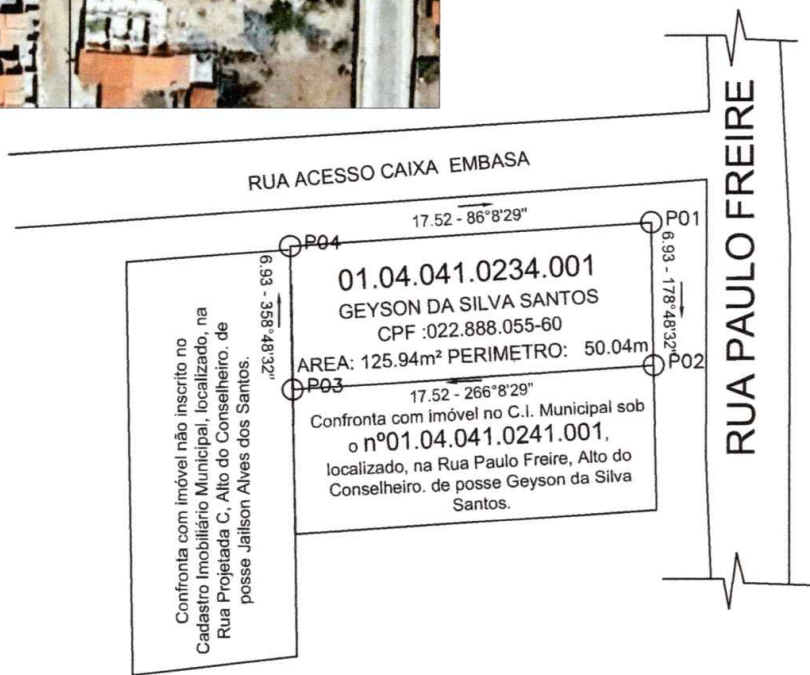 RUA ACESSO CAIXA EMBASA
17.52 - 86°8'29"
P01
P04
6.93 - 178°48'32"
6.93 - 358°48'32"
01.04.041.0234.001
GEYSON DA SILVA SANTOS
CPF :022.888.055-60
AREA: 125.94m² PERIMETRO: 50.04m
P02
P03
17.52 - 266°8'29"
Confronta com imóvel no C.I. Municipal sob
o nº01.04.041.0241.001,
localizado, na Rua Paulo Freire, Alto do
Conselheiro. de posse Geyson da Silva
Santos.
Confronta com imóvel não inscrito no
Cadastro Imobiliário Municipal, localizado, na
Rua Projetada C, Alto do Conselheiro. de
posse Jailson Alves dos Santos.
RUA PAULO FREIRE